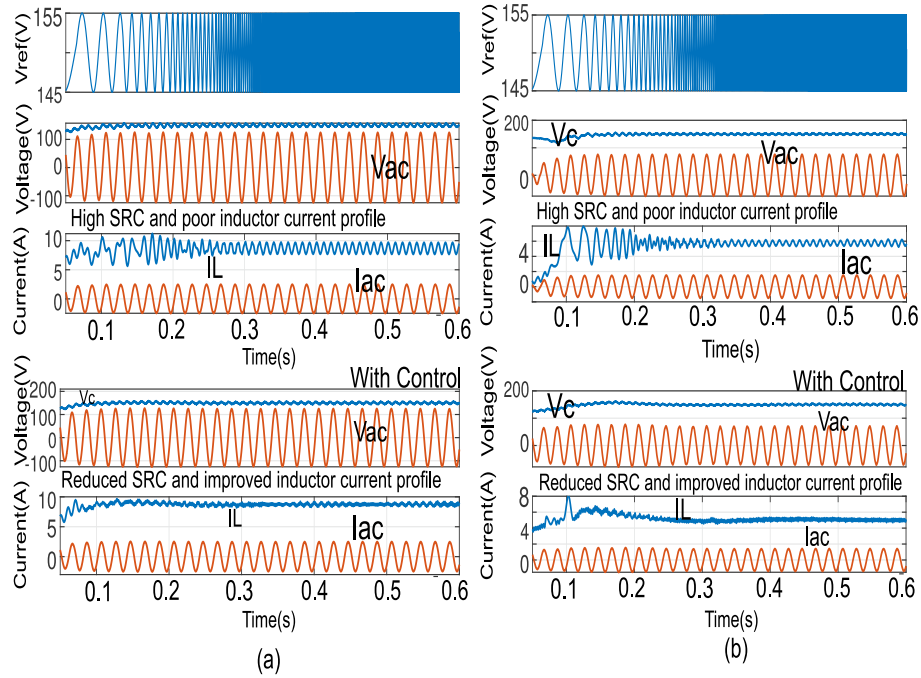 155
Vref(V)
145
100
Voltage(V)
0
-100
Vac
High SRC and poor inductor current profile
10
Current(A)
5
0
IL
Iac
0.1 0.2 0.3 0.4 0.5 0.6
Time(s)
With Control
200
Voltage(V)
0
-100
Vc
Vac
Reduced SRC and improved inductor current profile
10
Current(A)
5
0
IL
Iac
0.1 0.2 0.3 0.4 0.5 0.6
Time(s)
(a)
155
Vref(V)
145
200
Voltage(V)
0
Vc
Vac
High SRC and poor inductor current profile
4
Current(A)
0
IL
Iac
0.1 0.2 0.3 0.4 0.5 0.6
Time(s)
With Control
200
Voltage(V)
0
Vc
Vac
Reduced SRC and improved inductor current profile
8
Current(A)
4
0
IL
Iac
0.1 0.2 0.3 0.4 0.5 0.6
Time(s)
(b)